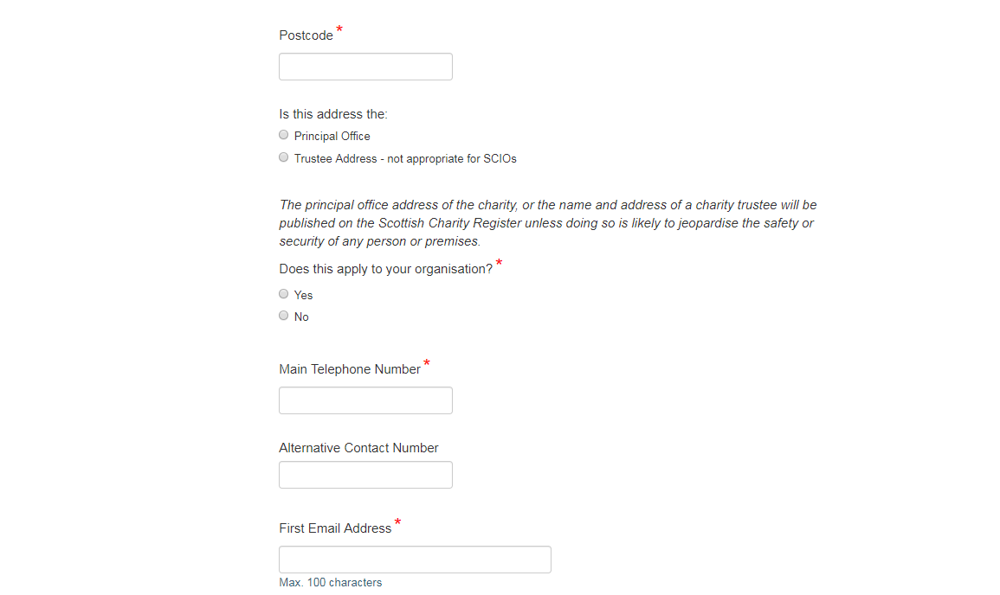 Postcode *
Is this address the:
Principal Office
Trustee Address - not appropriate for SCIOs
The principal office address of the charity, or the name and address of a charity trustee will be
published on the Scottish Charity Register unless doing so is likely to jeopardise the safety or
security of any person or premises.
Does this apply to your organisation? *
Yes
No
Main Telephone Number *
Alternative Contact Number
First Email Address *
Max. 100 characters